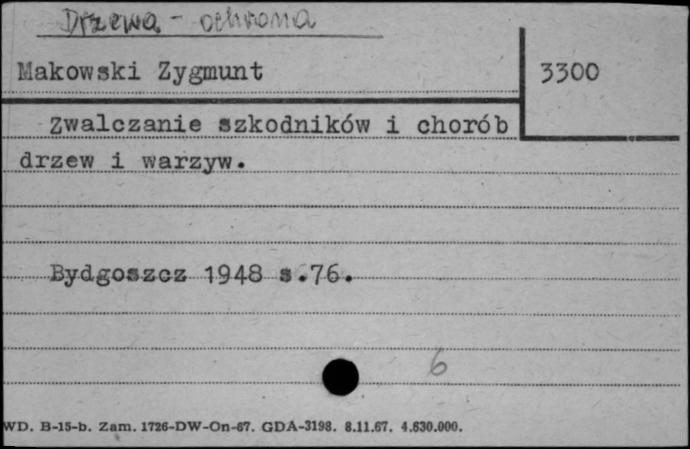 Drzewa - ochrona
Makowski Zygmunt
3300
Zwalczanie szkodników i chorób
drzew i warzyw.
Bydgoszcz 1948 s.76.
6
WD. B-15-b. Zam. 1726-DW-On-67. GDA-3198. 8.11.67. 4.630.000.